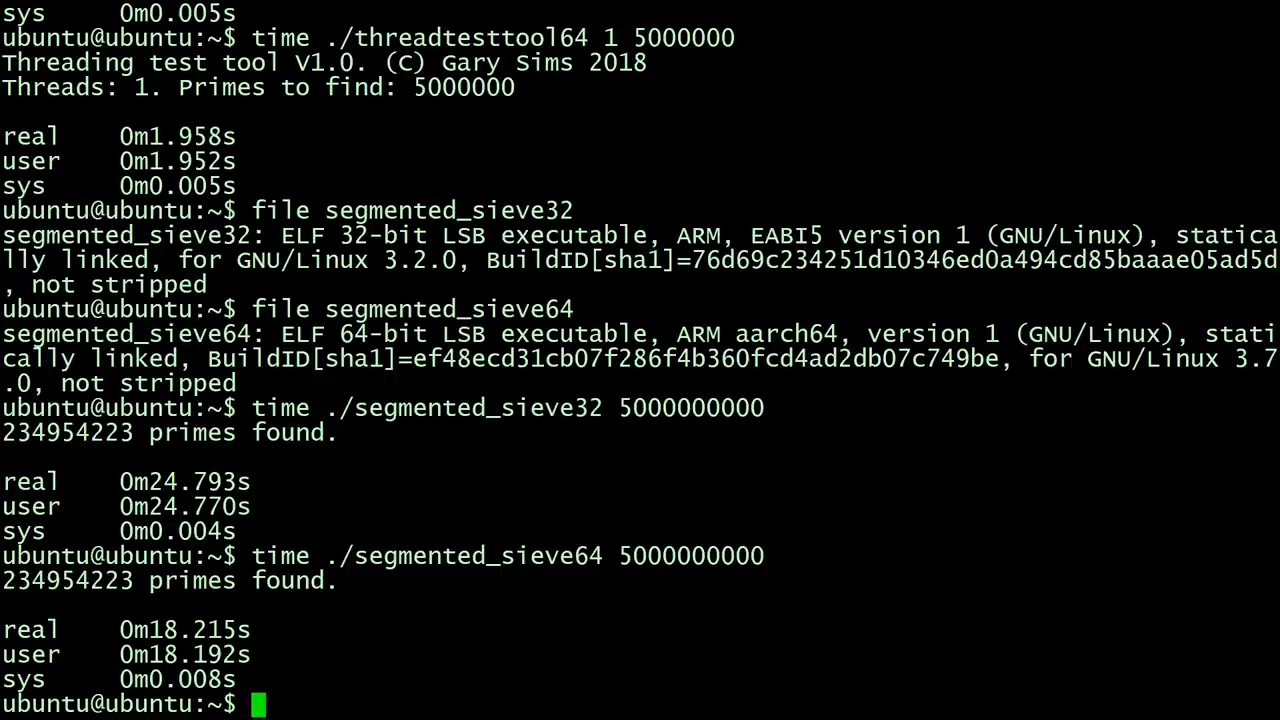 sys     0m0.005s
ubuntu@ubuntu:~$ time ./threadtesttool64 1 5000000
Threading test tool V1.0. (C) Gary Sims 2018
Threads: 1. Primes to find: 5000000
real    0m1.958s
user    0m1.952s
sys     0m0.005s
ubuntu@ubuntu:~$ file segmented_sieve32
segmented_sieve32: ELF 32-bit LSB executable, ARM, EABI5 version 1 (GNU/Linux), statica
lly linked, for GNU/Linux 3.2.0, BuildID[sha1]=76d69c234251d10346ed0a494cd85baaae05ad5d
, not stripped
ubuntu@ubuntu:~$ file segmented_sieve64
segmented_sieve64: ELF 64-bit LSB executable, ARM aarch64, version 1 (GNU/Linux), stati
cally linked, BuildID[sha1]=ef48ecd31cb07f286f4b360fcd4ad2db07c749be, for GNU/Linux 3.7
.0, not stripped
ubuntu@ubuntu:~$ time ./segmented_sieve32 5000000000
234954223 primes found.
real    0m24.793s
user    0m24.770s
sys     0m0.004s
ubuntu@ubuntu:~$ time ./segmented_sieve64 5000000000
234954223 primes found.
real    0m18.215s
user    0m18.192s
sys     0m0.008s
ubuntu@ubuntu:~$